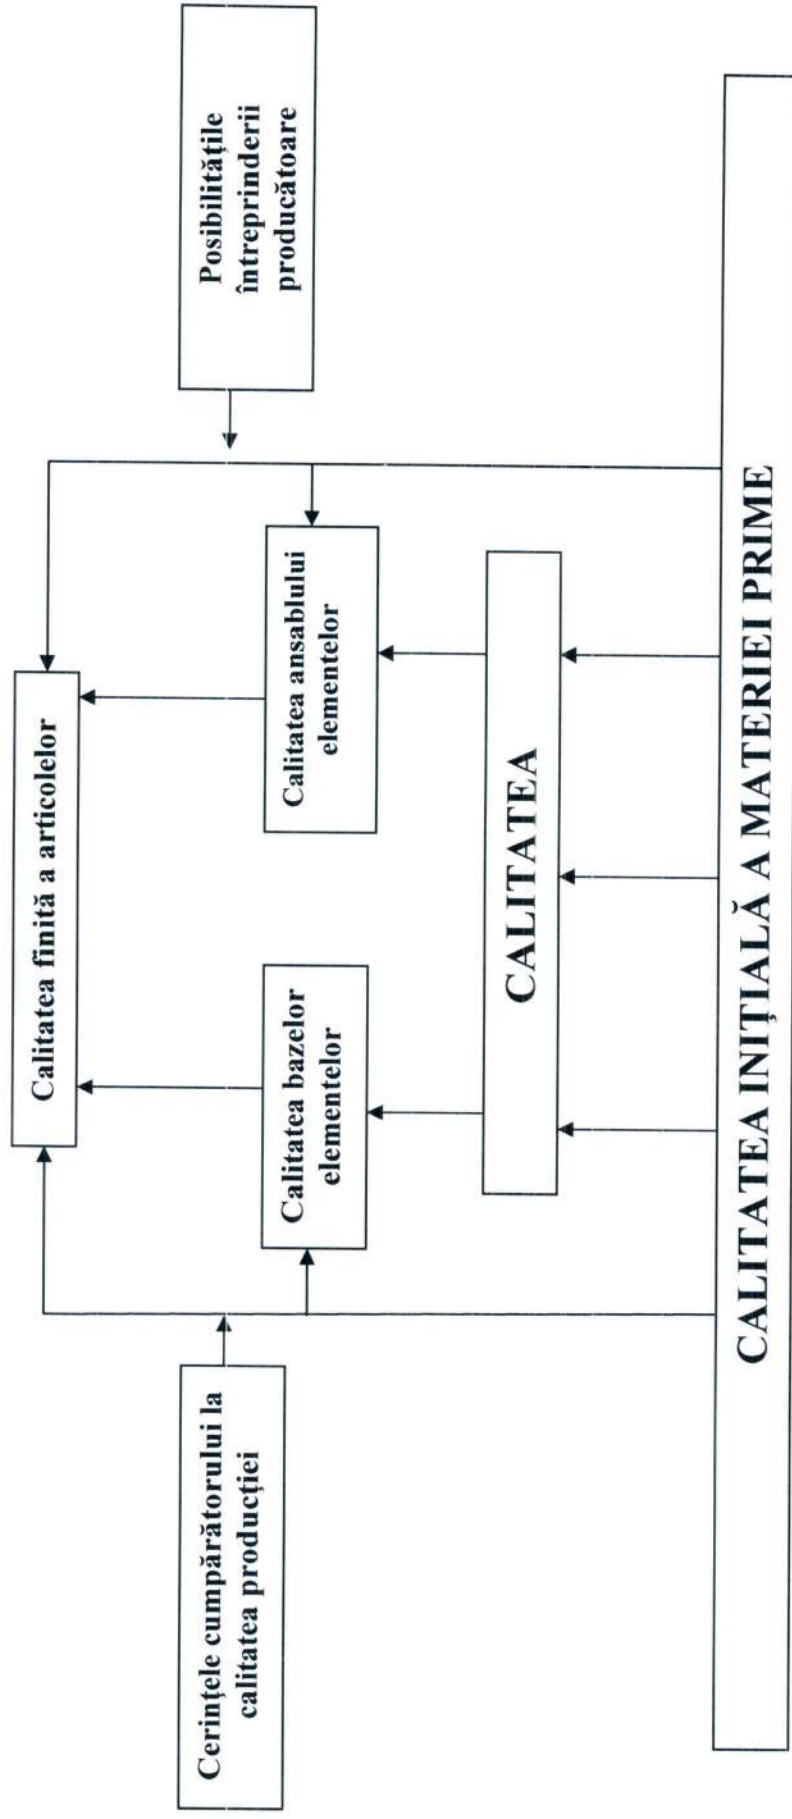 Calitatea finită a articolelor
Cerințele cumpărătorului la
calitatea producției
Posibilitățile
întreprinderii
producătoare
Calitatea bazelor
elementelor
Calitatea ansablului
elementelor
CALITATEA
CALITATEA INIȚIALĂ A MATERIEI PRIME